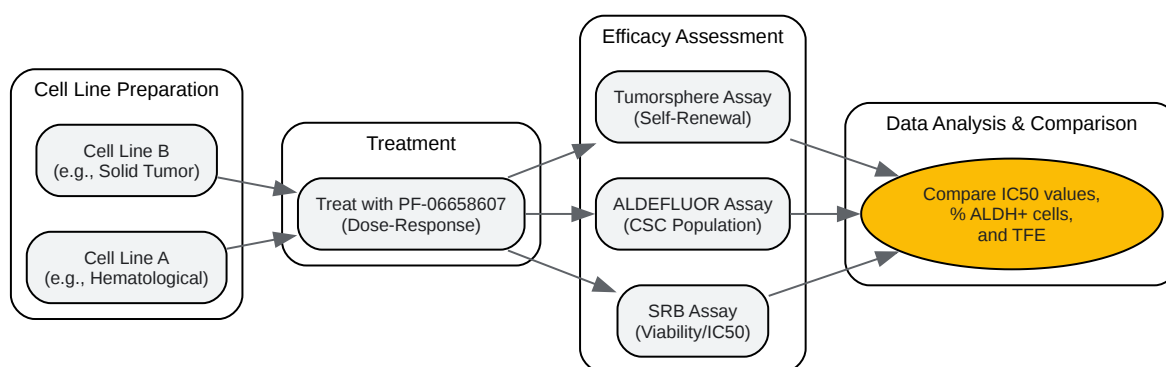 Cell Line Preparation
Cell Line B
(e.g., Solid Tumor)
Cell Line A
(e.g., Hematological)
Treatment
Treat with PF-06658607
(Dose-Response)
Efficacy Assessment
Tumorsphere Assay
(Self-Renewal)
ALDEFLUOR Assay
(CSC Population)
SRB Assay
(Viability/IC50)
Data Analysis & Comparison
Compare IC50 values,
% ALDH+ cells,
and TFE